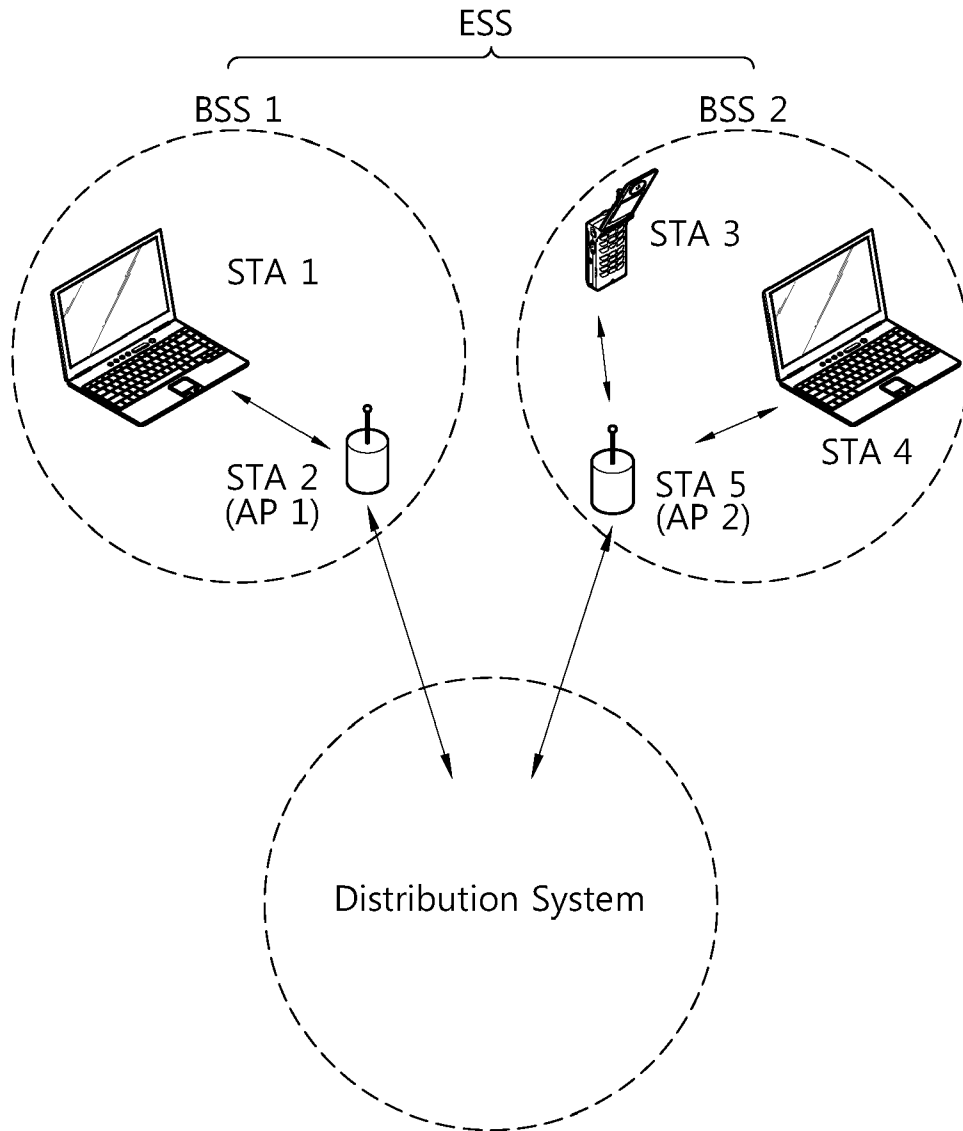 ESS
BSS 1
BSS 2
STA 1
STA 3
STA 2
(AP 1)
STA 4
STA 5
(AP 2)
Distribution System